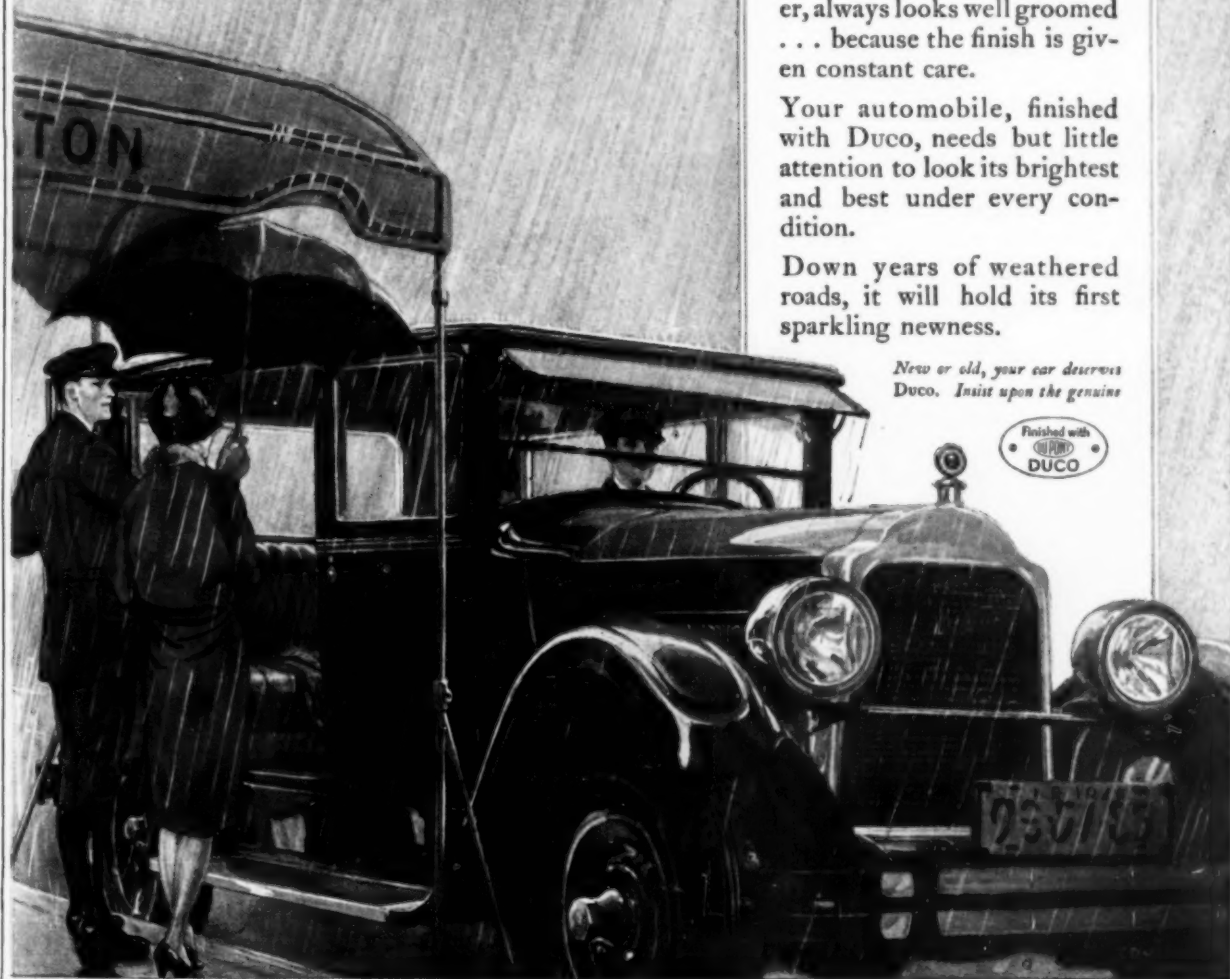 er, always looks well groomed
. . . because the finish is giv-
en constant care.
Your automobile, finished
with Duco, needs but little
attention to look its brightest
and best under every con-
dition.
Down years of weathered
roads, it will hold its first
sparkling newness.
New or old, your car deserves
Duco. Insist upon the genuine
Finished with
DU PONT
DUCO
TON